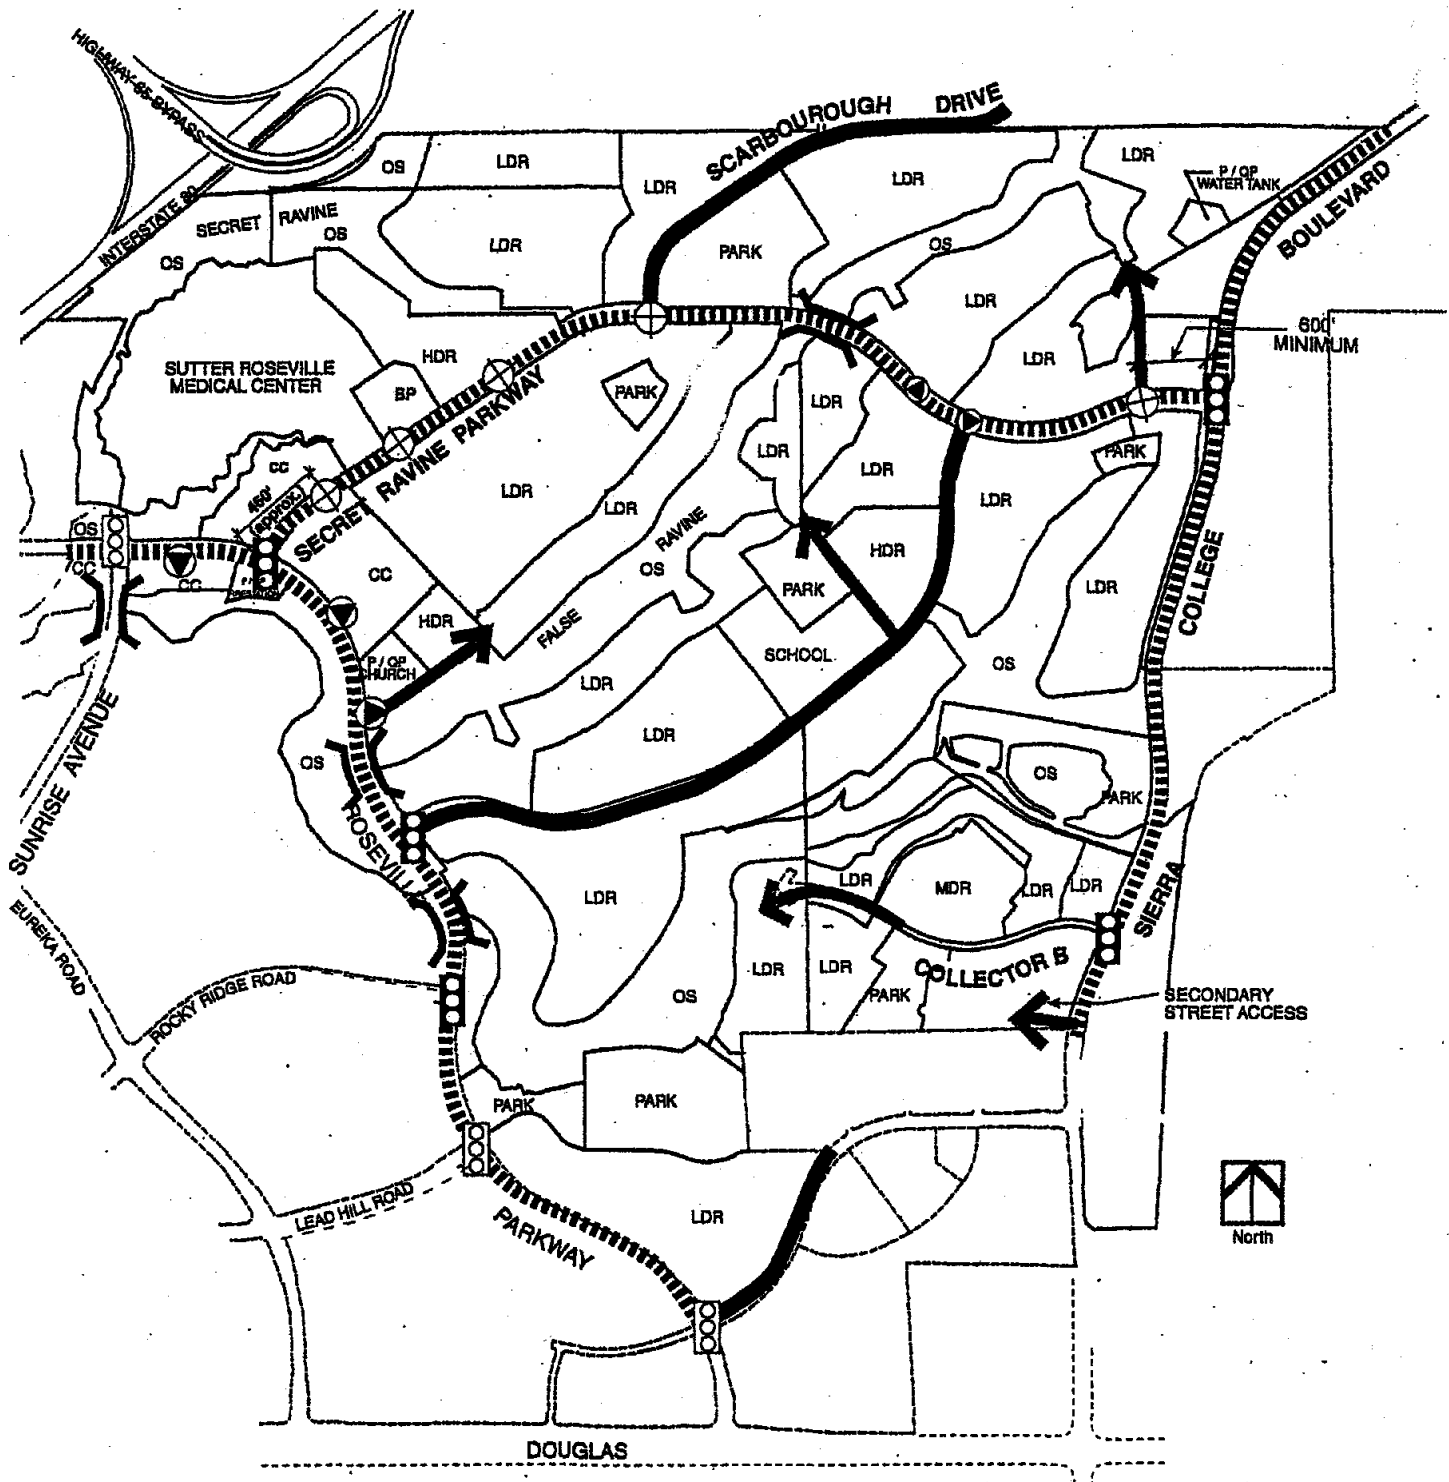 HIGHWAY 65 BYPASS
INTERSTATE 80
SCARBOUROUGH DRIVE
OS
LDR
LDR
LDR
LDR
P / QP
WATER TANK
SECRET RAVINE
OS
OS
LDR
PARK
OS
LDR
BOULEVARD
600'
MINIMUM
SUTTER ROSEVILLE
MEDICAL CENTER
HDR
BP
PARK
LDR
LDR
SECRET RAVINE PARKWAY
CC
460'
(approx.)
LDR
LDR
LDR
LDR
LDR
PARK
OS
CC
CC
CC
HDR
P / QP
CHURCH
FALSE RAVINE
OS
PARK
HDR
LDR
COLLEGE
SCHOOL
OS
LDR
LDR
OS
SUNRISE AVENUE
ROSEVILLE
OS
PARK
LDR
LDR
MDR
LDR
LDR
SIERRA
EUREKA ROAD
ROCKY RIDGE ROAD
OS
LDR
LDR
PARK
COLLECTOR B
SECONDARY
STREET ACCESS
PARK
PARK
LEAD HILL ROAD
PARKWAY
LDR
North
DOUGLAS